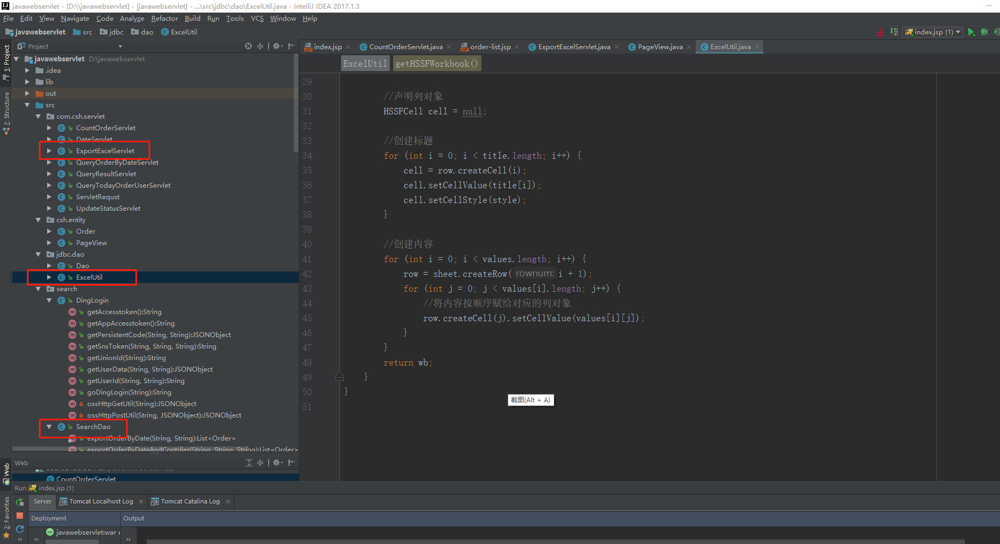 javawebservlet - [D:\\javawebservlet] - [javawebservlet] - ...\src\jdbc\dao\ExcelUtil.java - IntelliJ IDEA 2017.1.3
File Edit View Navigate Code Analyze Refactor Build Run Tools VCS Window Help
javawebservlet src jdbc dao ExcelUtil
index.jsp (1)
Project
index.jsp CountOrderServlet.java order-list.jsp ExportExcelServlet.java PageView.java ExcelUtil.java
1: Project
7: Structure
Web
2: Favorites
javawebservlet D:\javawebservlet
.idea
lib
out
src
com.csh.servlet
CountOrderServlet
DateServlet
ExportExcelServlet
QueryOrderByDateServlet
QueryResultServlet
QueryTodayOrderUserServlet
ServletRequst
UpdateStatusServlet
csh.entity
Order
PageView
jdbc.dao
Dao
ExcelUtil
search
DingLogin
getAccesstoken():String
getAppAccesstoken():String
getPersistentCode(String, String):JSONObject
getSnsToken(String, String, String):String
getUnionId(String):String
getUserData(String, String):JSONObject
getUserId(String, String):String
goDingLogin(String):String
ossHttpGetUtil(String):JSONObject
ossHttpPostUtil(String, JSONObject):JSONObject
SearchDao
exportOrderByDate(String, String):List<Order>
exportOrderByDateAndContrller(String, String, String):List<Order>
ExcelUtil getHSSFWorkbook()
29
30 //声明列对象
31 HSSFCell cell = null;
32
33 //创建标题
34 for (int i = 0; i < title.length; i++) {
35 cell = row.createCell(i);
36 cell.setCellValue(title[i]);
37 cell.setCellStyle(style);
38 }
39
40 //创建内容
41 for (int i = 0; i < values.length; i++) {
42 row = sheet.createRow( rownum: i + 1);
43 for (int j = 0; j < values[i].length; j++) {
44 //将内容按顺序赋给对应的列对象
45 row.createCell(j).setCellValue(values[i][j]);
46 }
47 }
48 return wb;
49 }
50 }
51
截图(Alt + A)
Web
CountOrderServlet
Run index.jsp (1)
Server Tomcat Localhost Log Tomcat Catalina Log
Deployment Output
javawebservlet:war e